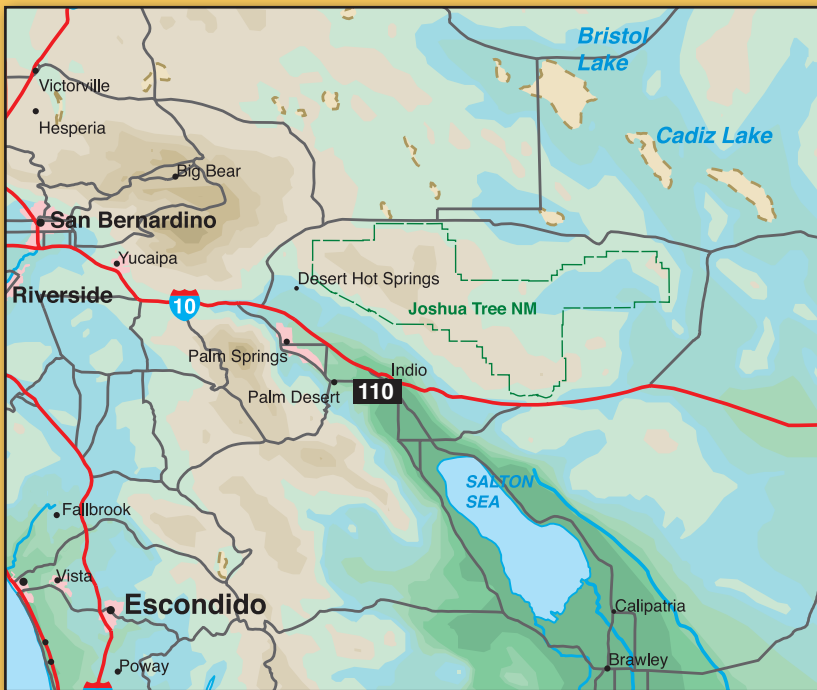 Bristol
Lake
Victorville
Hesperia
Cadiz Lake
Big Bear
San Bernardino
Yucaipa
Desert Hot Springs
Riverside
10
Joshua Tree NM
Palm Springs
Indio
Palm Desert
110
SALTON
SEA
Fallbrook
Vista
Escondido
Calipatria
Poway
Brawley